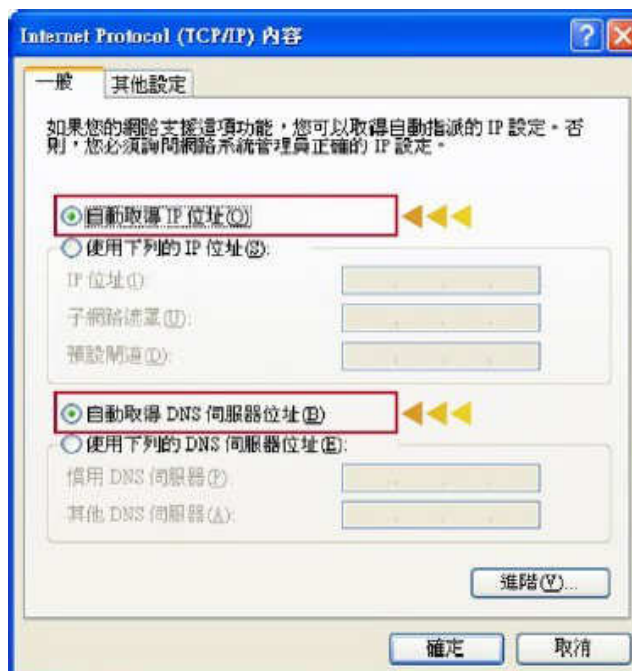 Internet Protocol (TCP/IP) 內容
一般 其他設定
如果您的網路支援這項功能，您可以取得自動指派的 IP 設定。否
則，您必須詢問網路系統管理員正確的 IP 設定。
自動取得 IP 位址(O)
使用下列的 IP 位址(S):
IP 位址(I):
子網路遮罩(U):
預設閘道(D):
自動取得 DNS 伺服器位址(B)
使用下列的 DNS 伺服器位址(E):
慣用 DNS 伺服器(P):
其他 DNS 伺服器(A):
進階(V)...
確定 取消